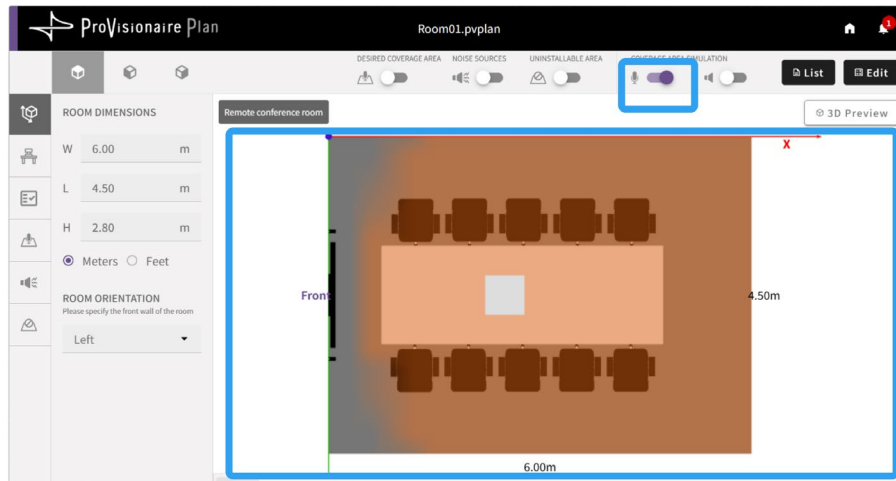 ProVisionaire Plan
Room01.pvplan
1
DESIRED COVERAGE AREA
NOISE SOURCES
UNINSTALLABLE AREA
COVERAGE AREA SIMULATION
List
Edit
ROOM DIMENSIONS
W 6.00 m
L 4.50 m
H 2.80 m
Meters Feet
ROOM ORIENTATION
Please specify the front wall of the room
Left
Remote conference room
3D Preview
X
Front
4.50m
6.00m